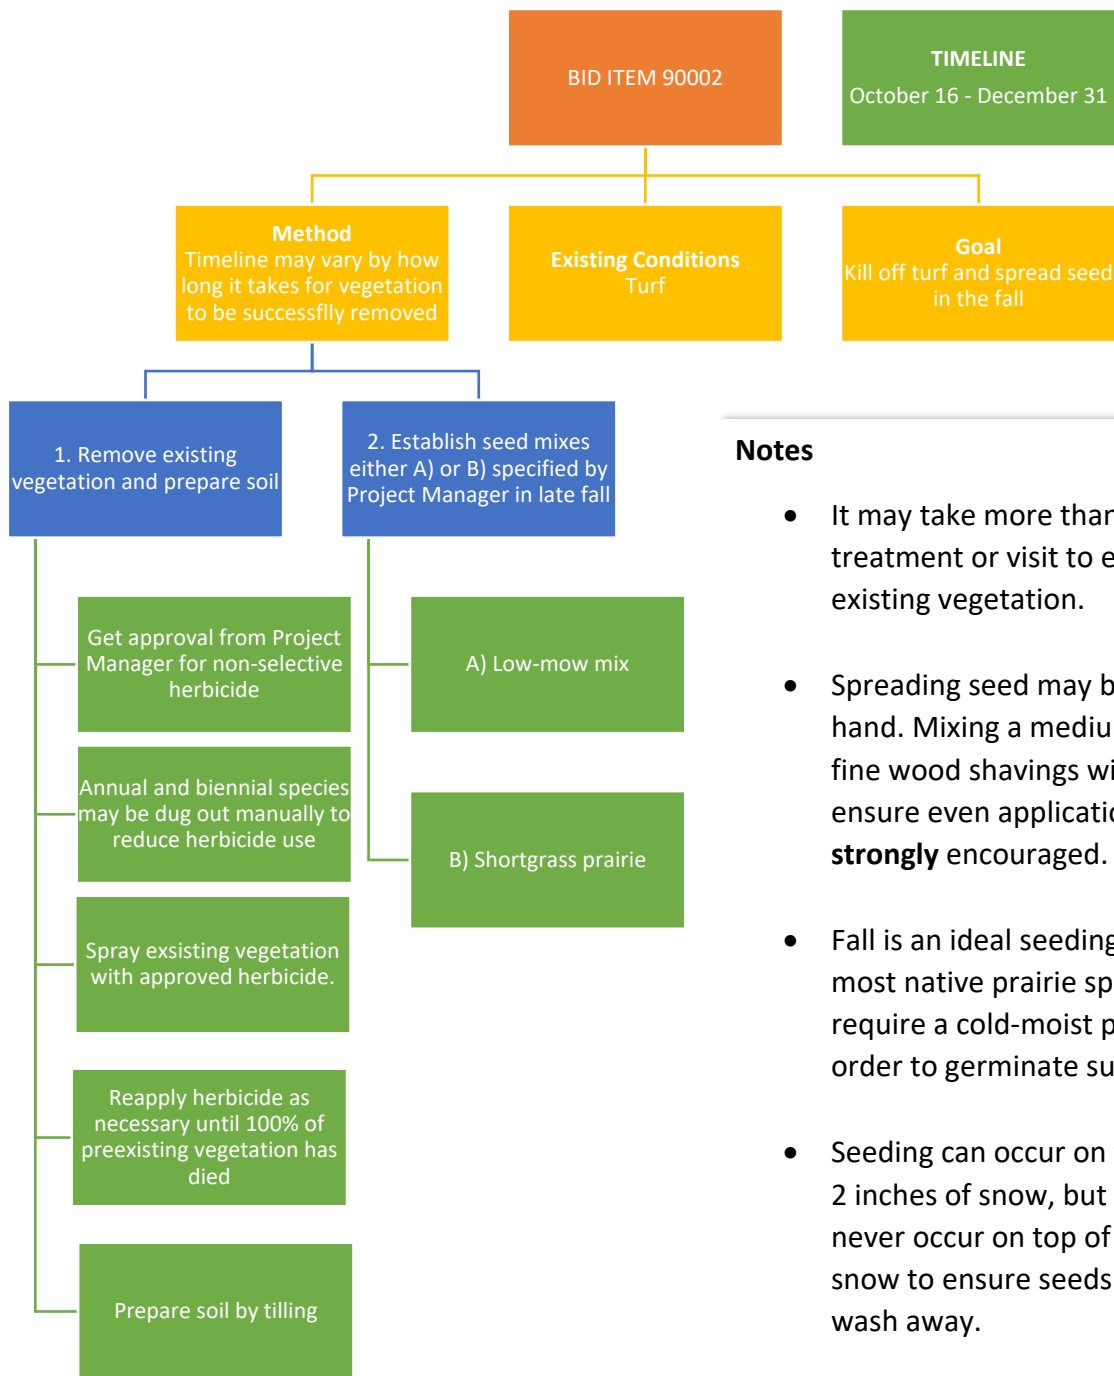 BID ITEM 90002
TIMELINE
October 16 - December 31
Method
Timeline may vary by how
long it takes for vegetation
to be successflly removed
Existing Conditions
Turf
Goal
Kill off turf and spread seed
in the fall
1. Remove existing
vegetation and prepare soil
2. Establish seed mixes
either A) or B) specified by
Project Manager in late fall
Get approval from Project
Manager for non-selective
herbicide
Annual and biennial species
may be dug out manually to
reduce herbicide use
Spray exsisting vegetation
with approved herbicide.
Reapply herbicide as
necessary until 100% of
preexisting vegetation has
died
Prepare soil by tilling
A) Low-mow mix
B) Shortgrass prairie
Notes
• It may take more than
treatment or visit to
existing vegetation.
• Spreading seed may
hand. Mixing a
fine wood shavings
ensure even
strongly encouraged.
• Fall is an ideal seeding
most native prairie
require a cold-moist
order to germinate
• Seeding can occur on
2 inches of snow, but
never occur on top of
snow to ensure seeds
wash away.